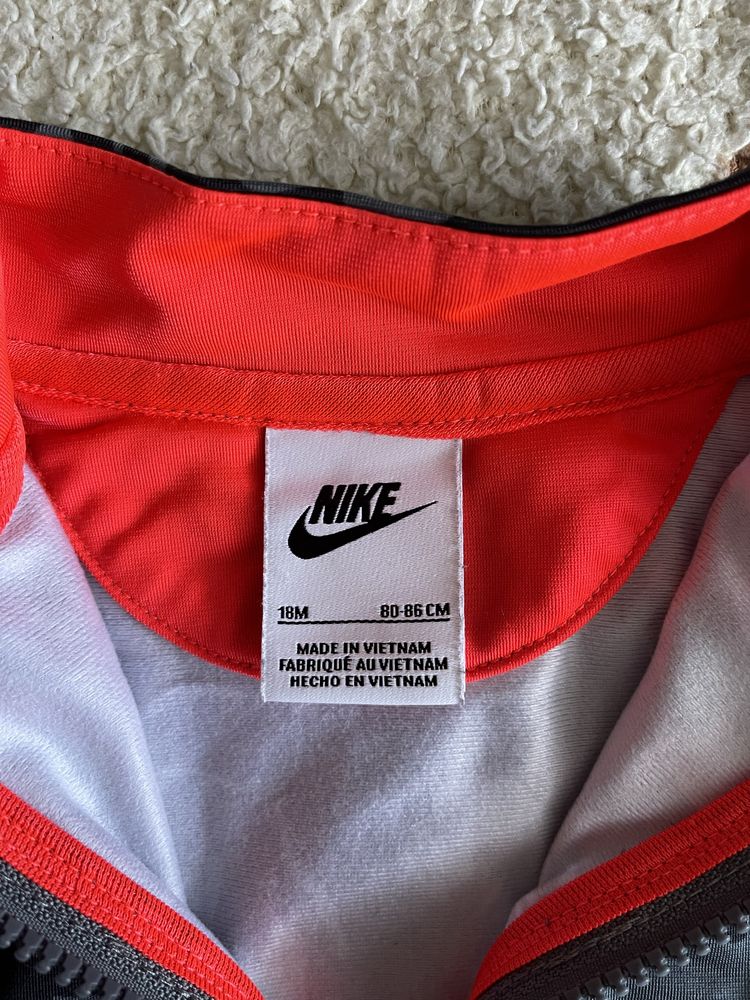 NIKE
18M 80-86 CM
MADE IN VIETNAM
FABRIQUÉ AU VIETNAM
HECHO EN VIETNAM